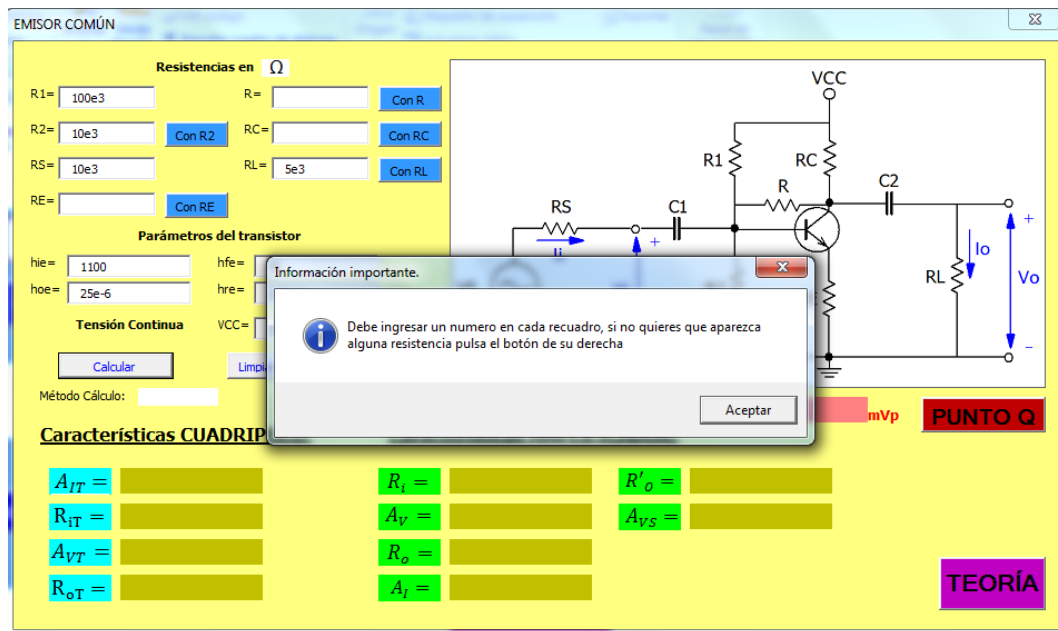 EMISOR COMÚN
Resistencias en Ω
R1= 100e3 R= Con R
R2= 10e3 Con R2 RC= Con RC
RS= 10e3 RL= 5e3 Con RL
RE= Con RE
Parámetros del transistor
hie= 1100 hfe=
hoe= 25e-6 hre=
Tensión Continua VCC=
Calcular
Método Cálculo:
VCC
R1
RC
R
C2
RS
C1
+
Ii
+
Io
RL
Vo
-
Información importante.
Debe ingresar un numero en cada recuadro, si no quieres que aparezca
alguna resistencia pulsa el botón de su derecha
Aceptar
mVp
PUNTO Q
Características
A_IT =
R_iT =
A_VT =
R_oT =
R_i =
A_V =
R_o =
A_I =
R'_o =
A_VS =
TEORÍA